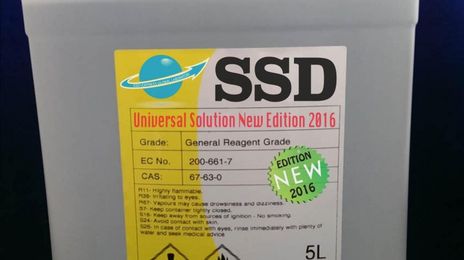 SSD
Universal Solution New Edition 2016
Grade: General Reagent Grade
EC No. 200-661-7
CAS: 67-63-0
EDITION
NEW
2016
R11- Highly flammable.
R36- Irritating to eyes.
R67- Vapours may cause drowsiness and dizziness.
S7- Keep container tightly closed.
S16- Keep away from sources of ignition - No smoking.
S24- Avoid contact with skin.
S25- In case of contact with eyes, rinse immediately with plenty of
water and seek medical advice
5L